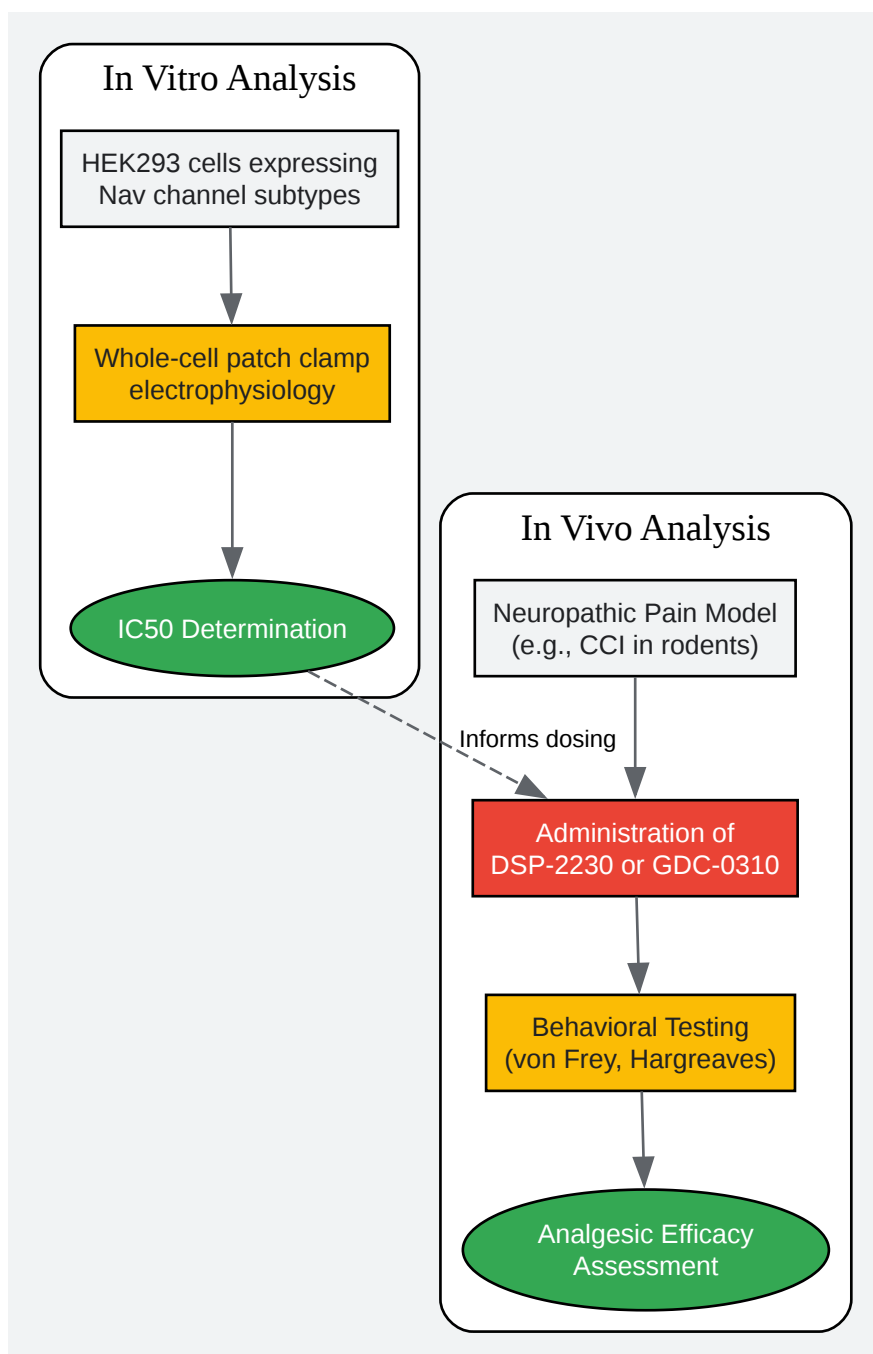 In Vitro Analysis
HEK293 cells expressing
Nav channel subtypes
Whole-cell patch clamp
electrophysiology
IC50 Determination
In Vivo Analysis
Neuropathic Pain Model
(e.g., CCI in rodents)
Informs dosing
Administration of
DSP-2230 or GDC-0310
Behavioral Testing
(von Frey, Hargreaves)
Analgesic Efficacy
Assessment